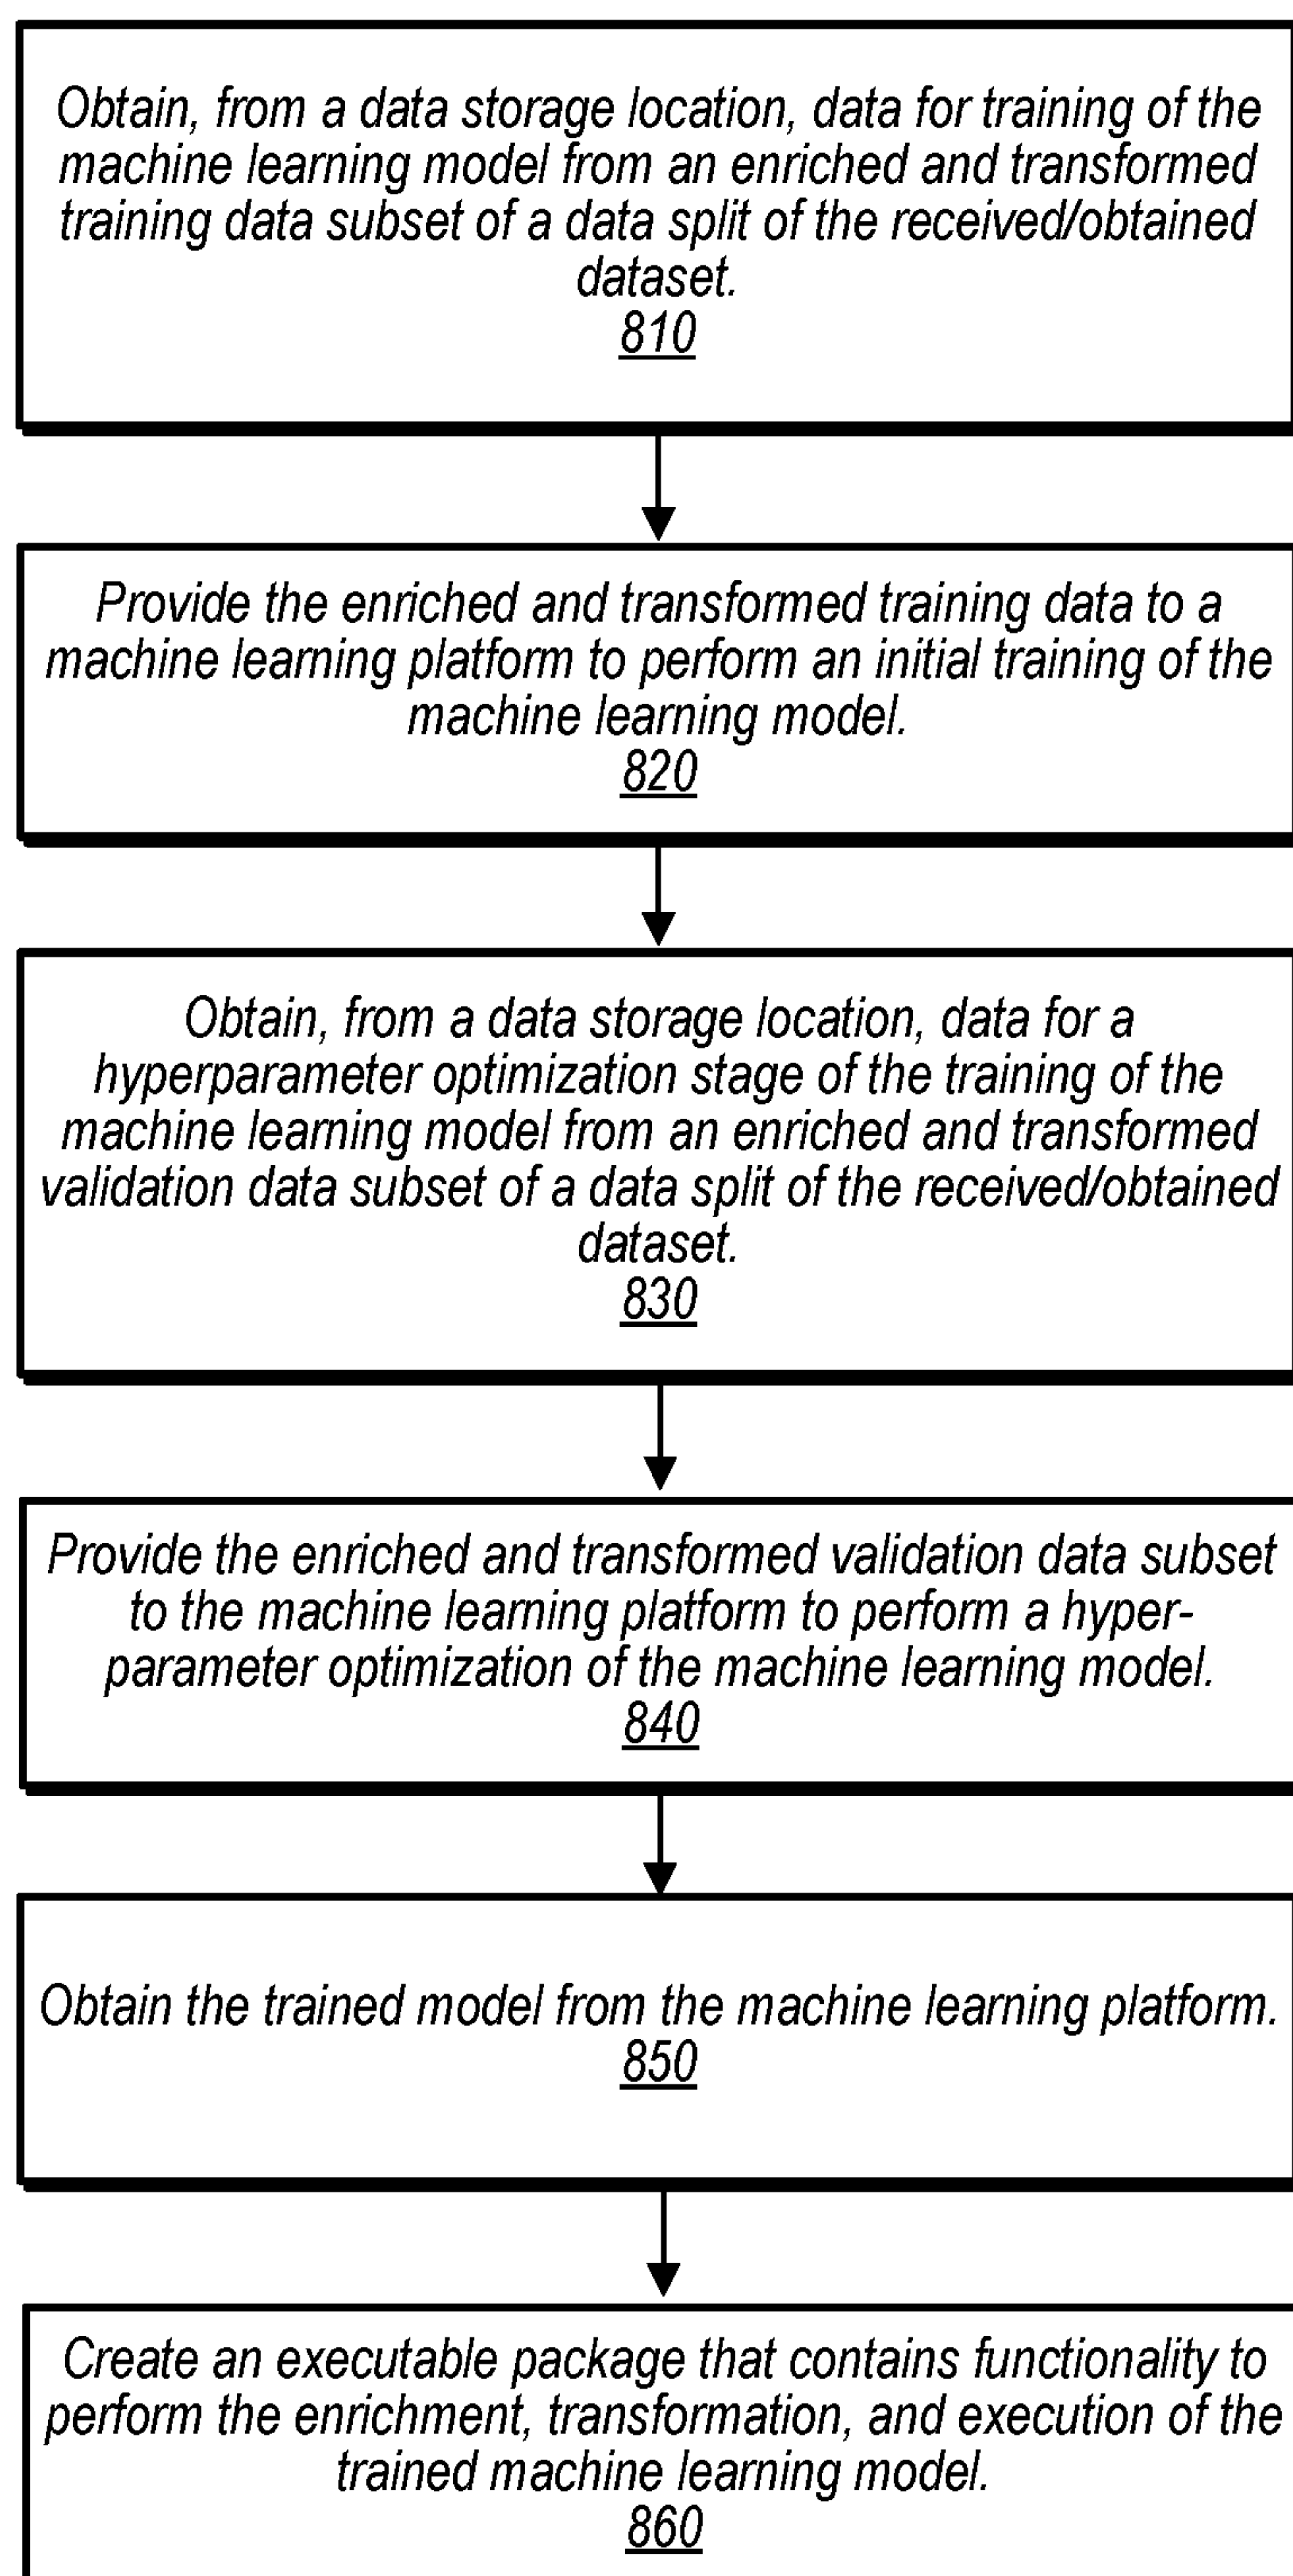 Obtain, from a data storage location, data for training of the
machine learning model from an enriched and transformed
training data subset of a data split of the received/obtained
dataset.
810
Provide the enriched and transformed training data to a
machine learning platform to perform an initial training of the
machine learning model.
820
Obtain, from a data storage location, data for a
hyperparameter optimization stage of the training of the
machine learning model from an enriched and transformed
validation data subset of a data split of the received/obtained
dataset.
830
Provide the enriched and transformed validation data subset
to the machine learning platform to perform a hyper-
parameter optimization of the machine learning model.
840
Obtain the trained model from the machine learning platform.
850
Create an executable package that contains functionality to
perform the enrichment, transformation, and execution of the
trained machine learning model.
860